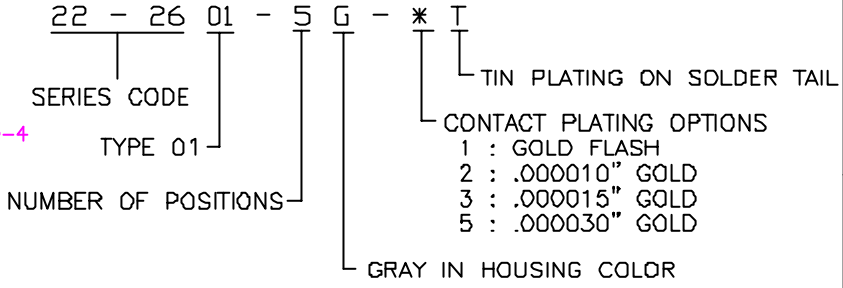 22 - 26 01 - 5 G - * T
TIN PLATING ON SOLDER TAIL
SERIES CODE
CONTACT PLATING OPTIONS
-4
TYPE 01
1 : GOLD FLASH
2 : .000010" GOLD
3 : .000015" GOLD
NUMBER OF POSITIONS
5 : .000030" GOLD
GRAY IN HOUSING COLOR